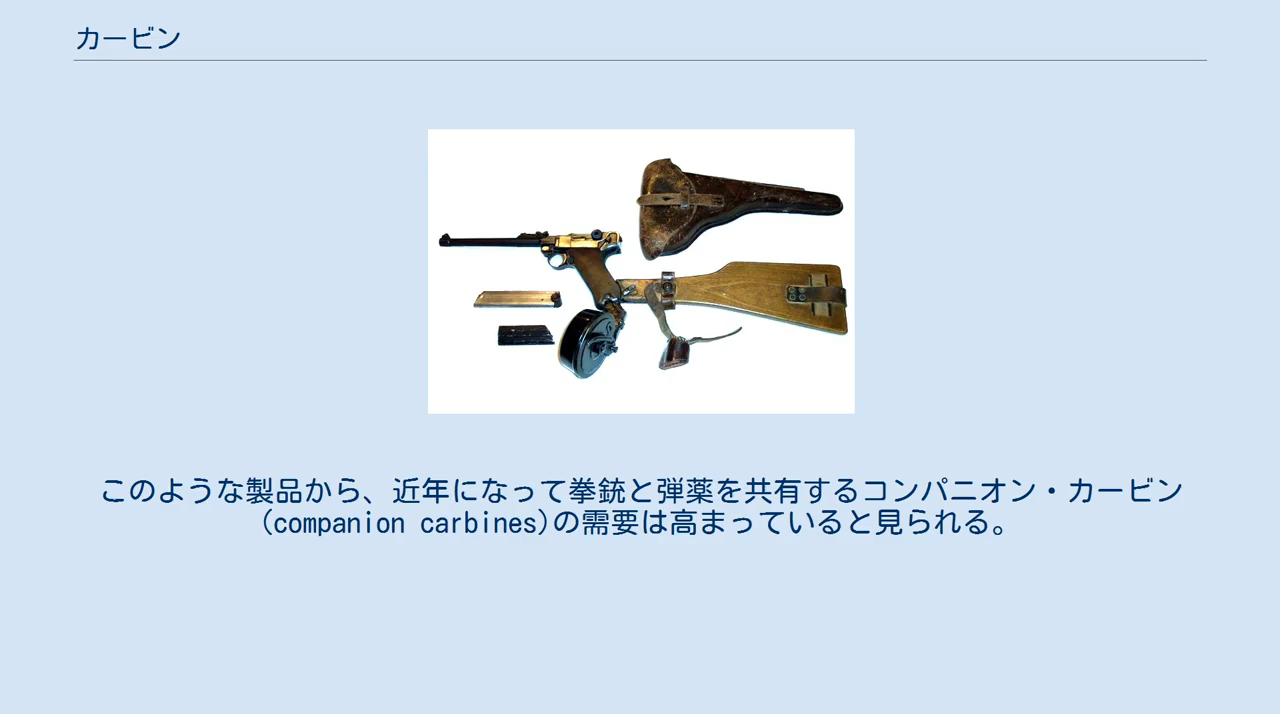 カービン
このような製品から、近年になって拳銃と弾薬を共有するコンパニオン・カービン
(companion carbines)の需要は高まっていると見られる。